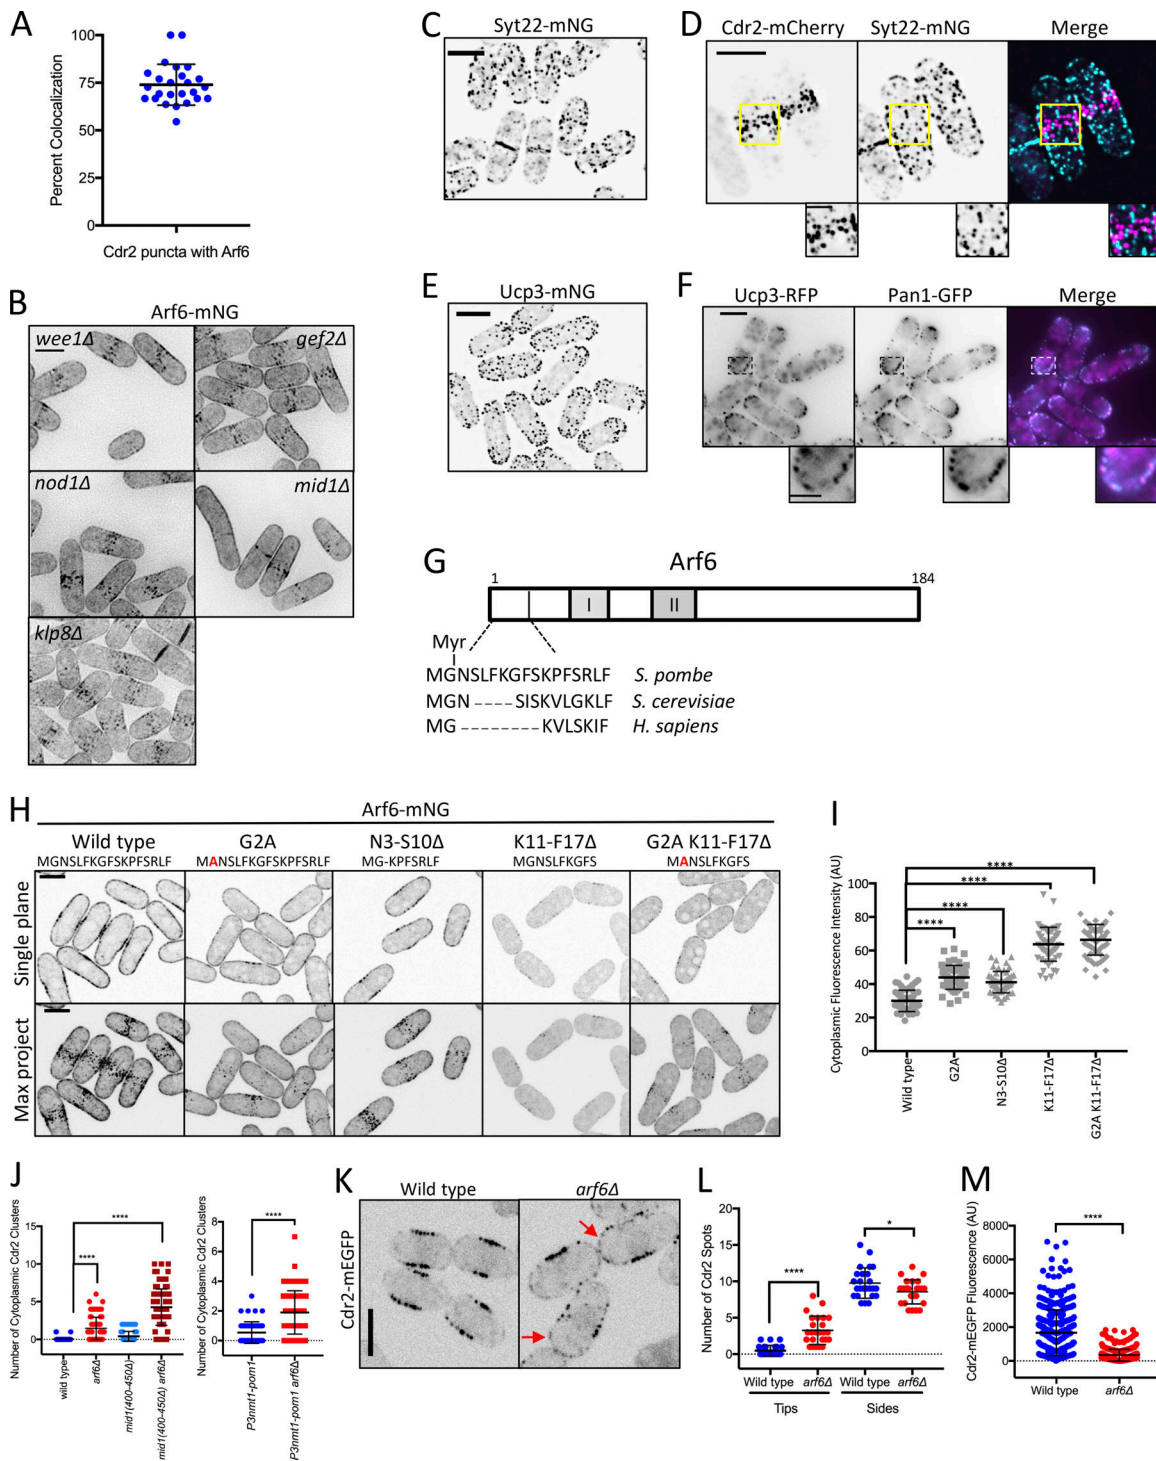 A
100
75
50
25
0
Percent Colocalization
Cdr2 puncta with Arf6
B
Arf6-mNG
wee1Δ
gef2Δ
nod1Δ
mid1Δ
klp8Δ
C
Syt22-mNG
D
Cdr2-mCherry Syt22-mNG Merge
E
Ucp3-mNG
F
Ucp3-RFP Pan1-GFP Merge
G
Arf6
1 184
I II
Myr
MGNSLFKGFSKPFSRLF S. pombe
MGN ---- SISKVLGKLF S. cerevisiae
MG -------- KVLSKIF H. sapiens
H
Arf6-mNG
Wild type G2A N3-S10Δ K11-F17Δ G2A K11-F17Δ
MGNSLFKGFSKPFSRLF MANSLFKGFSKPSKPFSRLF MG-KPFSRLF MGNSLFKGFS MANSLFKGFS
Single plane
Max project
I
Cytoplasmic Fluorescence Intensity (AU)
100
80
60
40
20
0
****
****
****
****
Wild type
G2A
N3-S10Δ
K11-F17Δ
G2A K11-F17Δ
J
Number of Cytoplasmic Cdr2 Clusters
15
10
5
0
****
****
wild type
arf6Δ
mid1(400-450Δ)
mid1(400-450Δ) arf6Δ
Number of Cytoplasmic Cdr2 Clusters
8
6
4
2
0
****
P3nmt1-pom1
P3nmt1-pom1 arf6Δ
K
Wild type arf6Δ
Cdr2-mEGFP
L
Number of Cdr2 Spots
20
15
10
5
0
****
*
Wild type arf6Δ Wild type arf6Δ
Tips Sides
M
Cdr2-mEGFP Fluorescence (AU)
8000
6000
4000
2000
0
****
Wild type arf6Δ